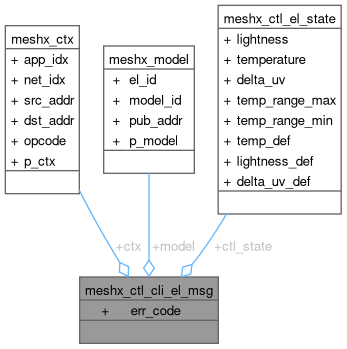 meshx_ctx
+ app_idx
+ net_idx
+ src_addr
+ dst_addr
+ opcode
+ p_ctx
meshx_model
+ el_id
+ model_id
+ pub_addr
+ p_model
meshx_ctl_el_state
+ lightness
+ temperature
+ delta_uv
+ temp_range_max
+ temp_range_min
+ temp_def
+ lightness_def
+ delta_uv_def
+ctx
+model
+ctl_state
meshx_ctl_cli_el_msg
+ err_code